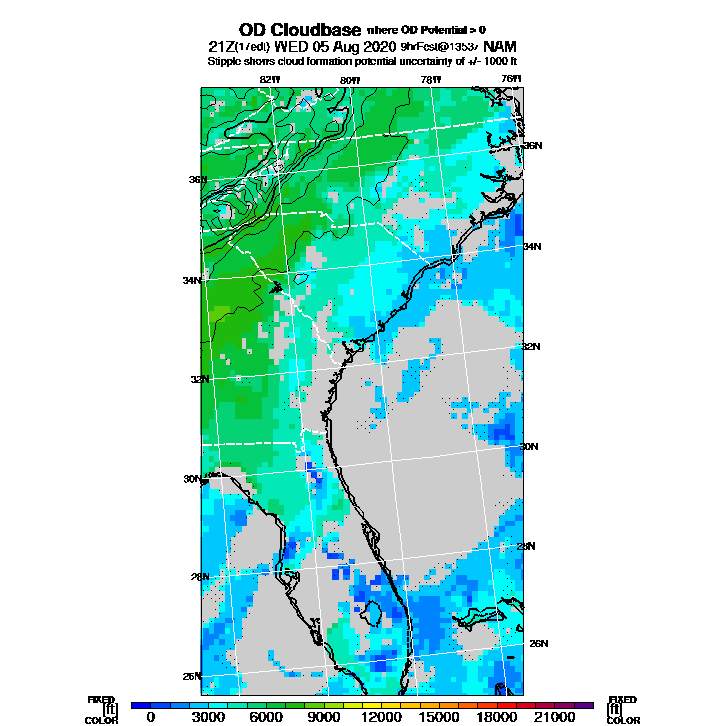 OD Cloudbase where OD Potential > 0
21Z(17edt) WED 05 Aug 2020 9hrFcst@1353z NAM
Stipple shows cloud formation potential uncertainty of +/- 1000 ft
82W 80W 78W 76W
36N
36N
34N
34N
32N
32N
30N
30N
28N
28N
26N
26N
FIXED FIXED
[ft] [ft]
COLOR 0 3000 6000 9000 12000 15000 18000 21000 COLOR